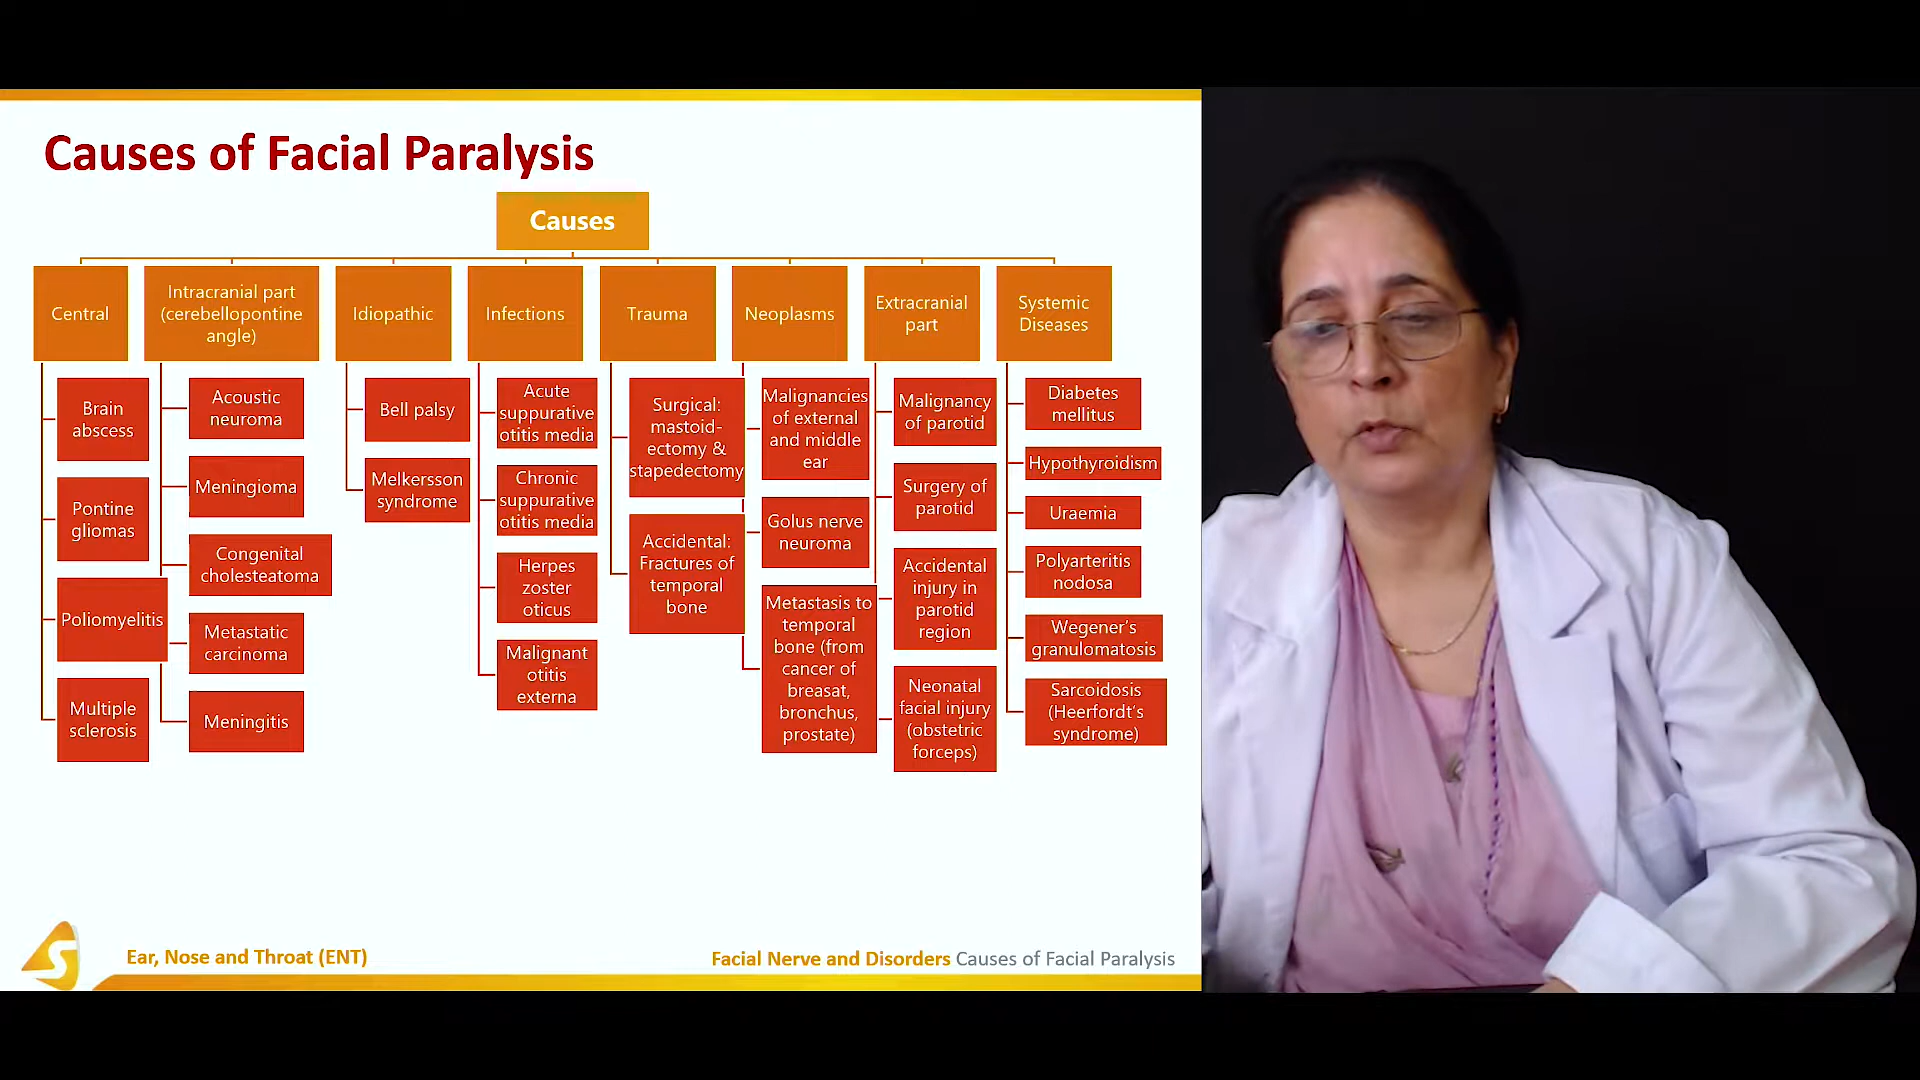 Causes of Facial Paralysis
Causes
Central
Intracranial part
(cerebellopontine
angle)
Idiopathic
Infections
Trauma
Neoplasms
Extracranial
part
Systemic
Diseases
Brain
abscess
Pontine
gliomas
Poliomyelitis
Multiple
sclerosis
Acoustic
neuroma
Meningioma
Congenital
cholesteatoma
Metastatic
carcinoma
Meningitis
Bell palsy
Melkersson
syndrome
Acute
suppurative
otitis media
Chronic
suppurative
otitis media
Herpes
zoster
oticus
Malignant
otitis
externa
Surgical:
mastoid-
ectomy &
stapedectomy
Accidental:
Fractures of
temporal
bone
Malignancies
of external
and middle
ear
Golus nerve
neuroma
Metastasis to
temporal
bone (from
cancer of
breasat,
bronchus,
prostate)
Malignancy
of parotid
Surgery of
parotid
Accidental
injury in
parotid
region
Neonatal
facial injury
(obstetric
forceps)
Diabetes
mellitus
Hypothyroidism
Uraemia
Polyarteritis
nodosa
Wegener's
granulomatosis
Sarcoidosis
(Heerfordt's
syndrome)
S
Ear, Nose and Throat (ENT)
Facial Nerve and Disorders Causes of Facial Paralysis